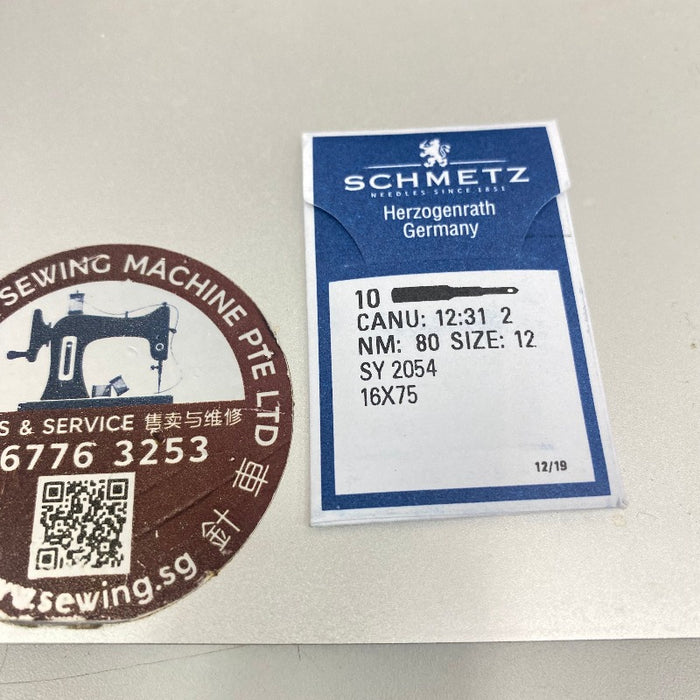 SEWING MACHINE PTE LTD
& SERVICE 售卖与维修
6776 3253
車 針
sewing.sg
SCHMETZ
NEEDLES SINCE 1851
Herzogenrath
Germany
10
CANU: 12:31 2
NM: 80 SIZE: 12
SY 2054
16X75
12/19